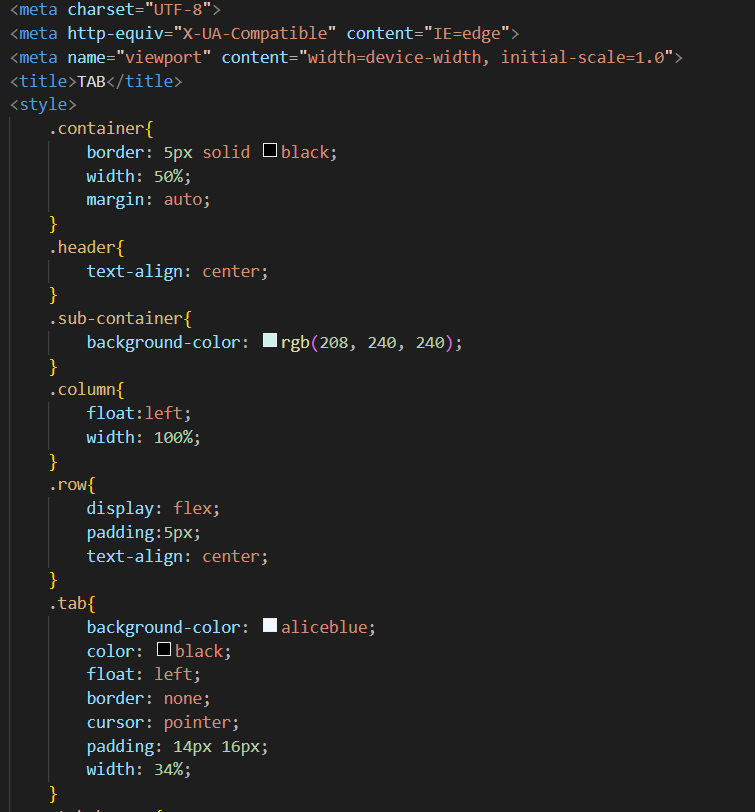 <meta charset="UTF-8">
<meta http-equiv="X-UA-Compatible" content="IE=edge">
<meta name="viewport" content="width=device-width, initial-scale=1.0">
<title>TAB</title>
<style>
.container{
border: 5px solid black;
width: 50%;
margin: auto;
}
.header{
text-align: center;
}
.sub-container{
background-color: rgb(208, 240, 240);
}
.column{
float:left;
width: 100%;
}
.row{
display: flex;
padding:5px;
text-align: center;
}
.tab{
background-color: aliceblue;
color: black;
float: left;
border: none;
cursor: pointer;
padding: 14px 16px;
width: 34%;
}